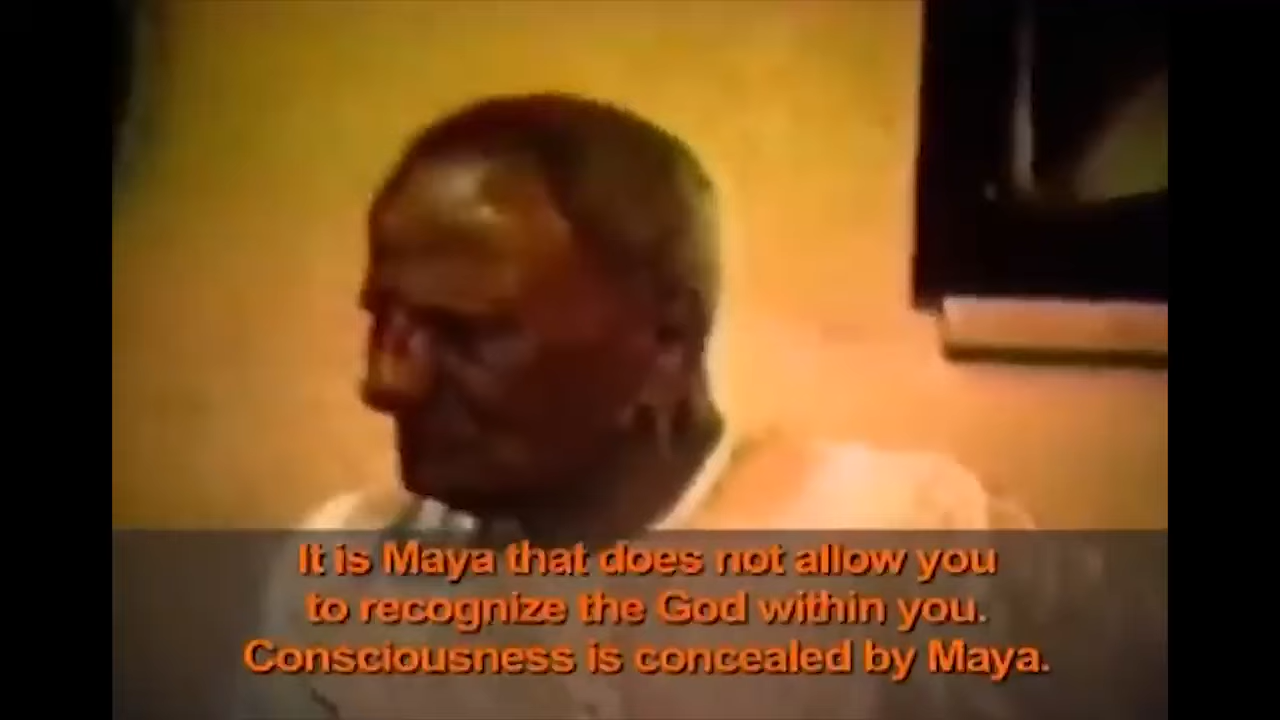 It is Maya that does not allow you
to recognize the God within you.
Consciousness is concealed by Maya.